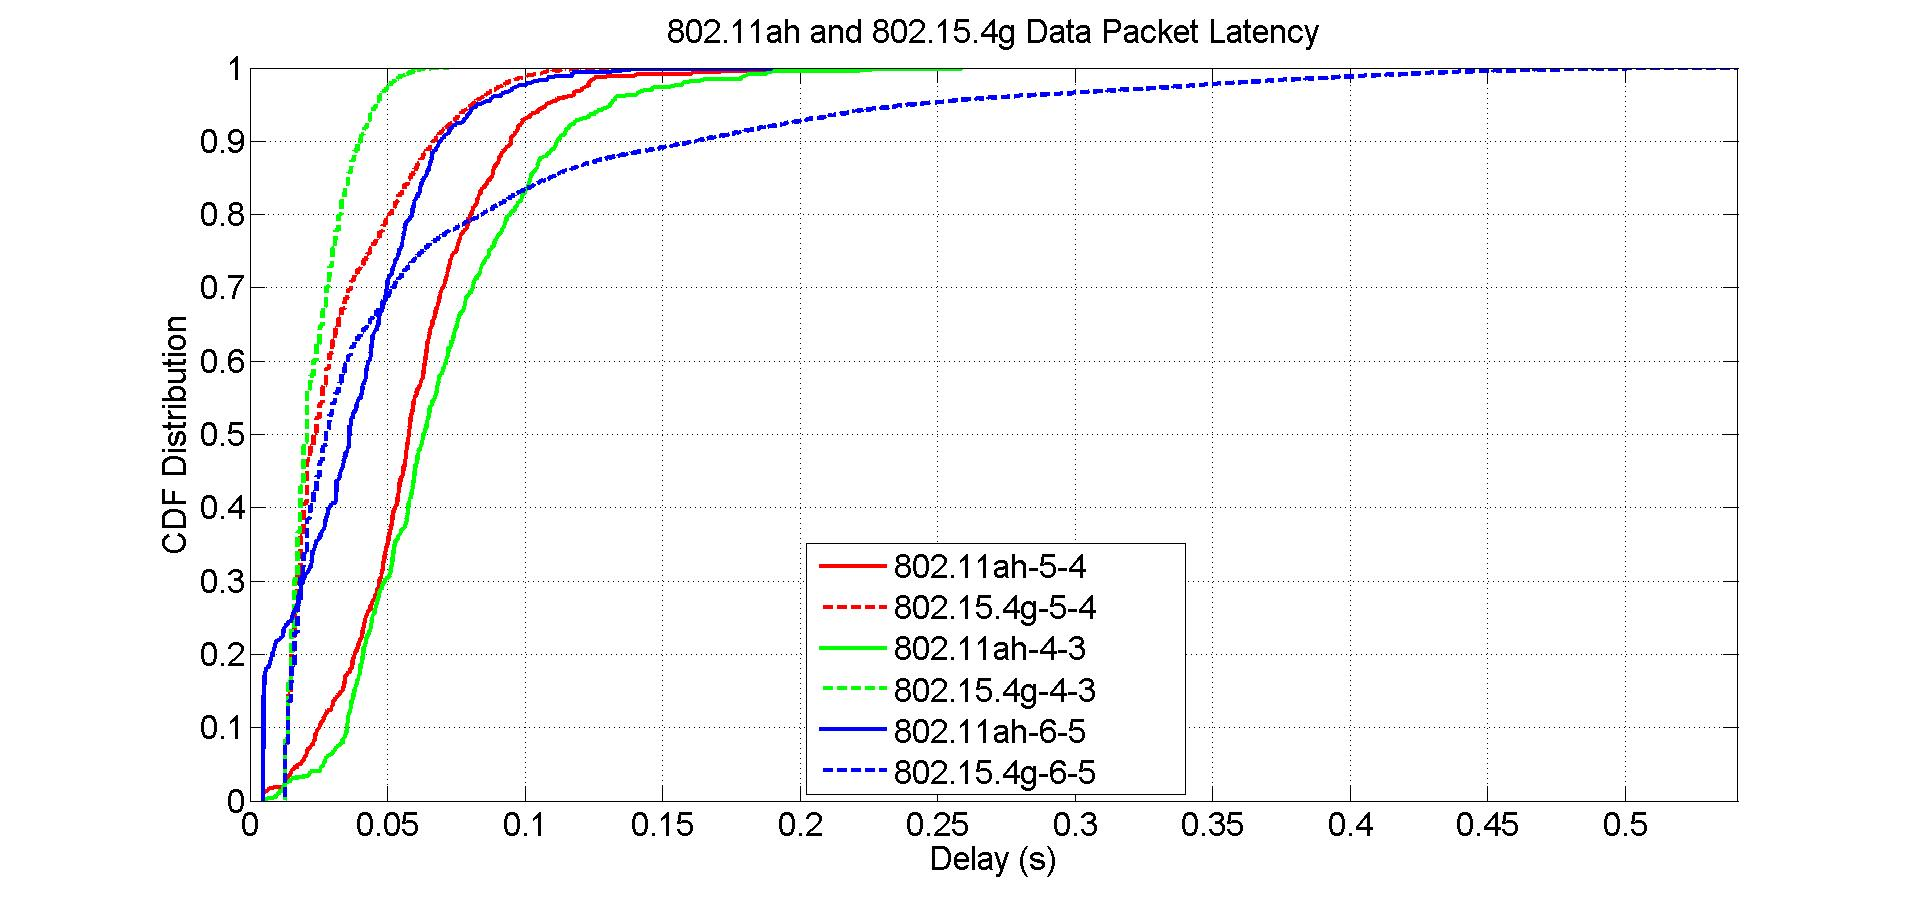 802.11ah and 802.15.4g Data Packet Latency
CDF Distribution
1
0.9
0.8
0.7
0.6
0.5
0.4
0.3
0.2
0.1
0
802.11ah-5-4
802.15.4g-5-4
802.11ah-4-3
802.15.4g-4-3
802.11ah-6-5
802.15.4g-6-5
0 0.05 0.1 0.15 0.2 0.25 0.3 0.35 0.4 0.45 0.5
Delay (s)